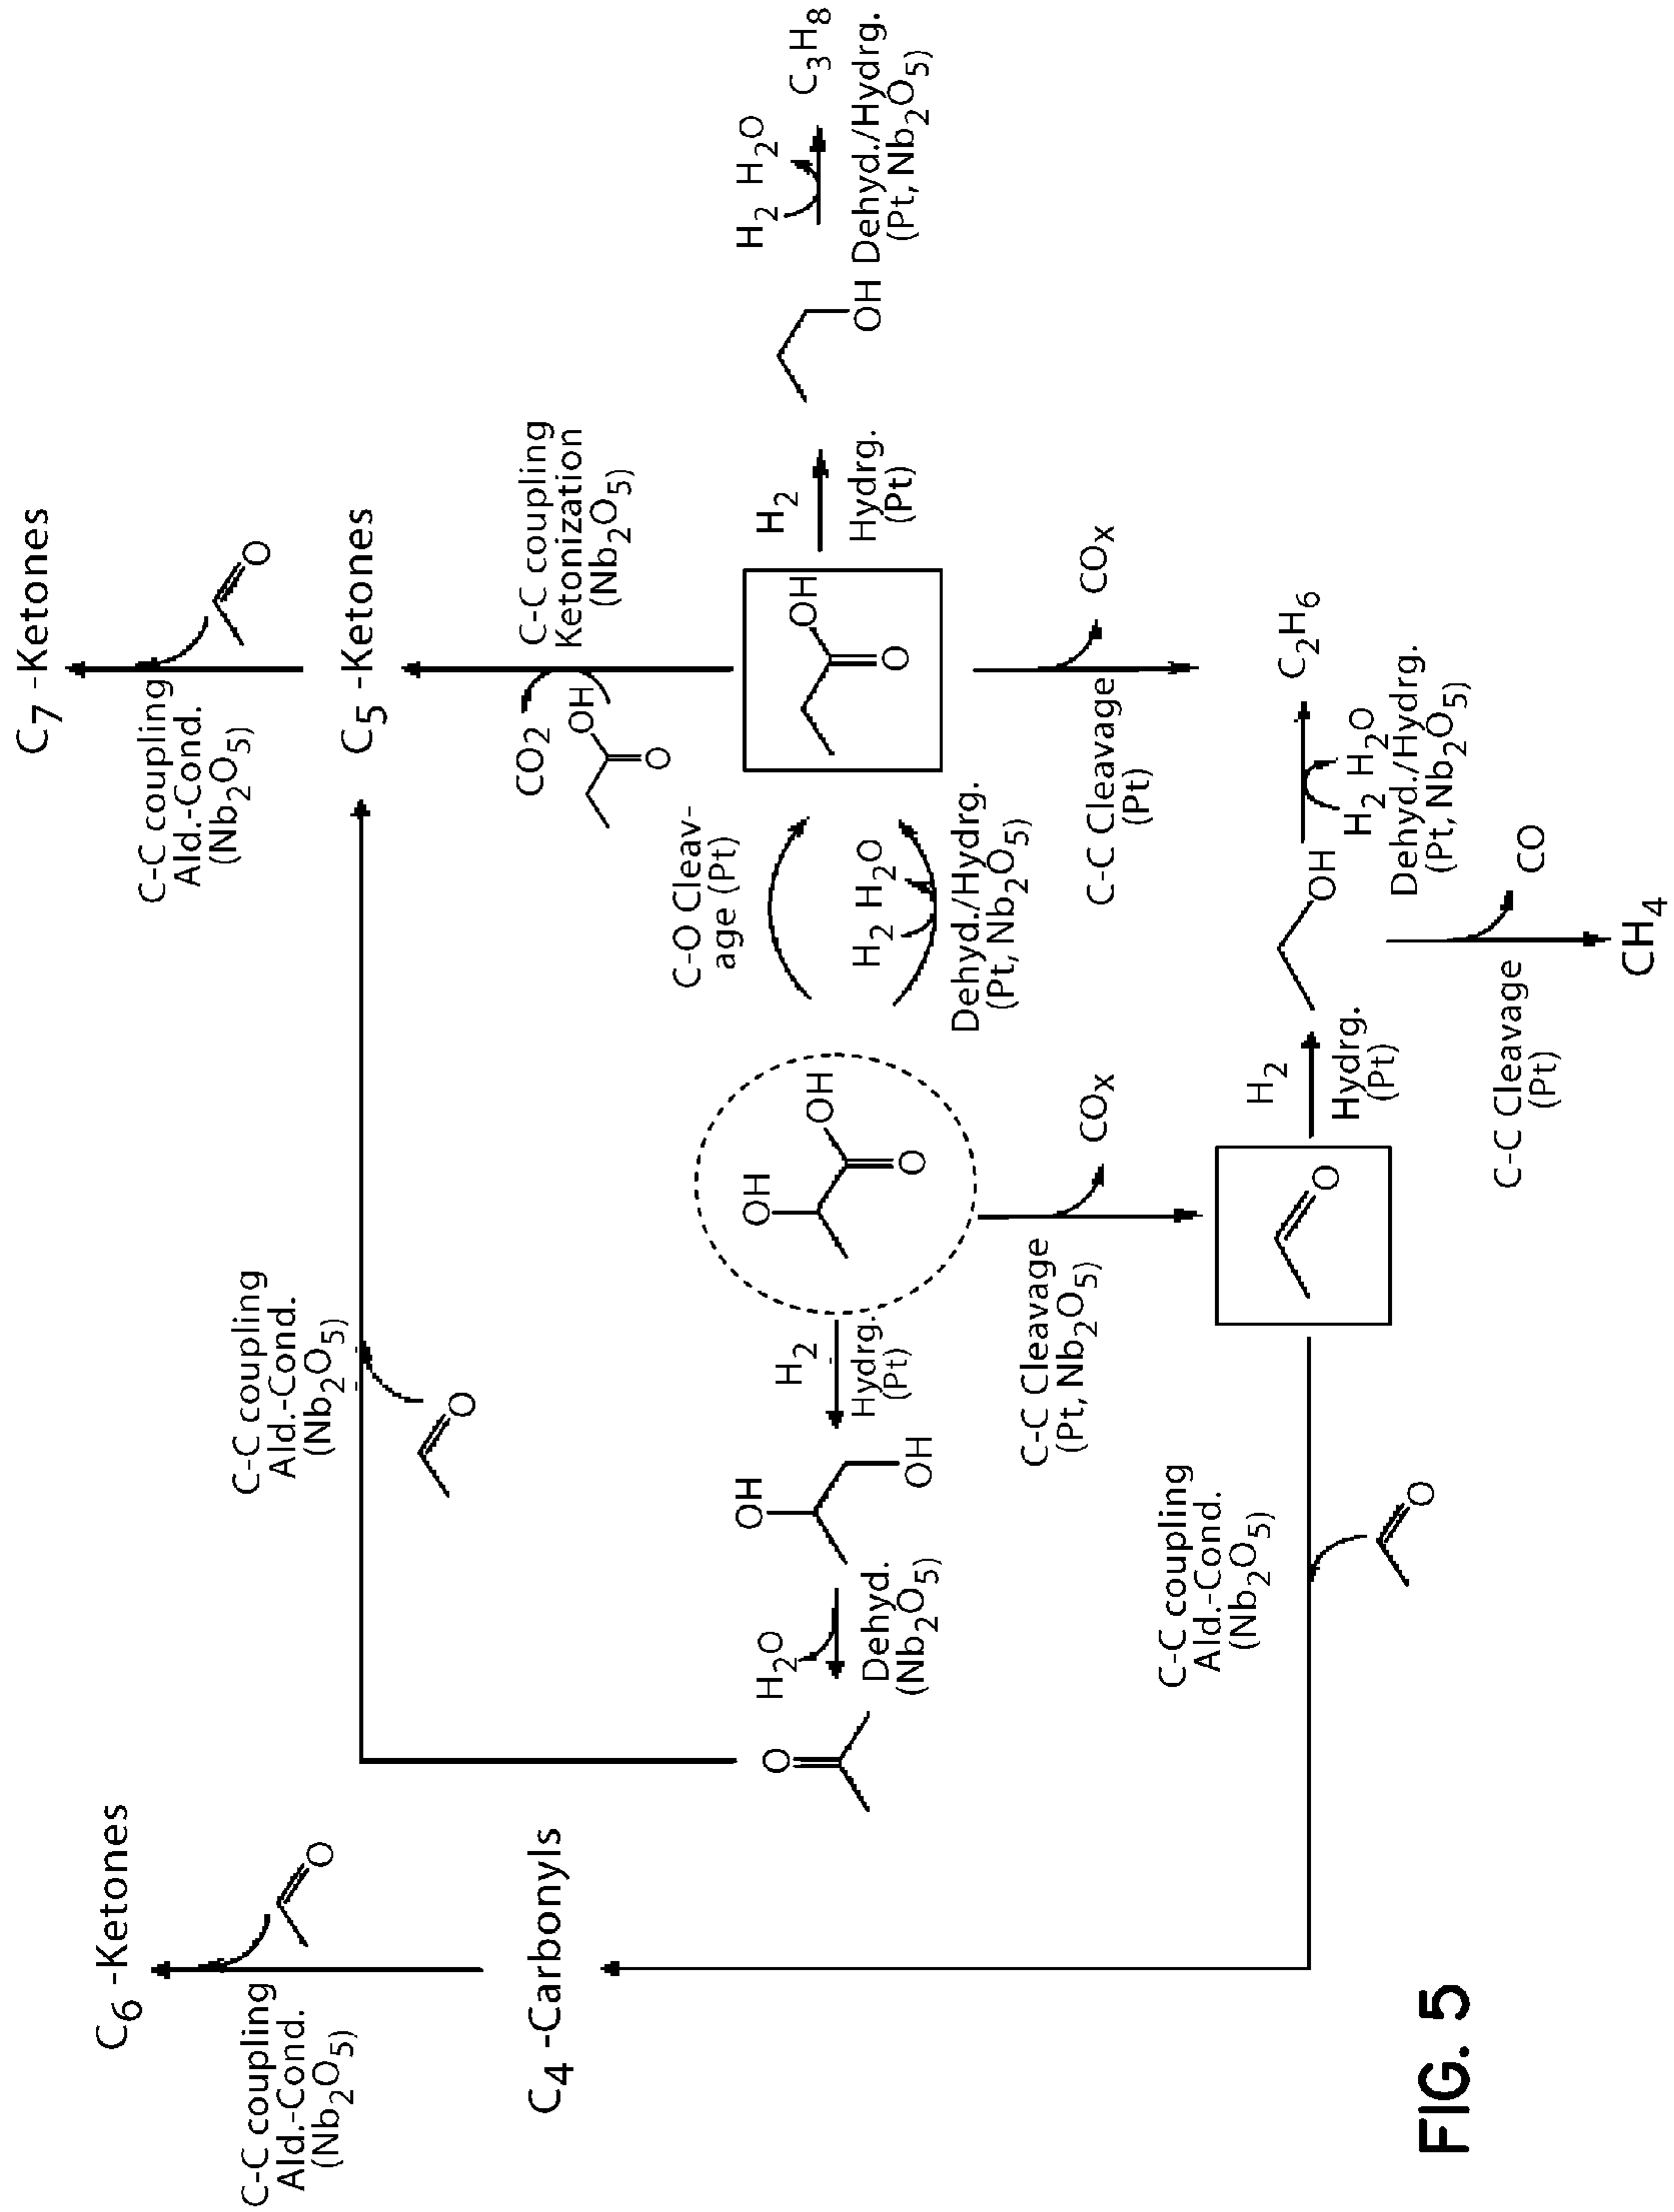 C7 -Ketones
C-C coupling
Ald.-Cond.
(Nb2O5)
O
C6 -Ketones
C-C coupling
Ald.-Cond.
(Nb2O5)
O
C-C coupling
Ald.-Cond.
(Nb2O5)
O
C5 -Ketones
C4 -Carbonyls
CO2
OH
O
C-C coupling
Ketonization
(Nb2O5)
O
H2O
Dehyd.
(Nb2O5)
OH
OH
H2
Hydrg.
(Pt)
OH
OH
O
C-O Cleav-
age (Pt)
H2 H2O
Dehyd./Hydrg.
(Pt, Nb2O5)
OH
O
H2
Hydrg.
(Pt)
OH
H2 H2O
C3H8
Dehyd./Hydrg.
(Pt, Nb2O5)
C-C Cleavage
(Pt, Nb2O5)
COx
C-C Cleavage
(Pt)
COx
C-C coupling
Ald.-Cond.
(Nb2O5)
O
O
H2
Hydrg.
(Pt)
OH
H2 H2O
C2H6
Dehyd./Hydrg.
(Pt, Nb2O5)
C-C Cleavage
(Pt)
CO
CH4
FIG. 5